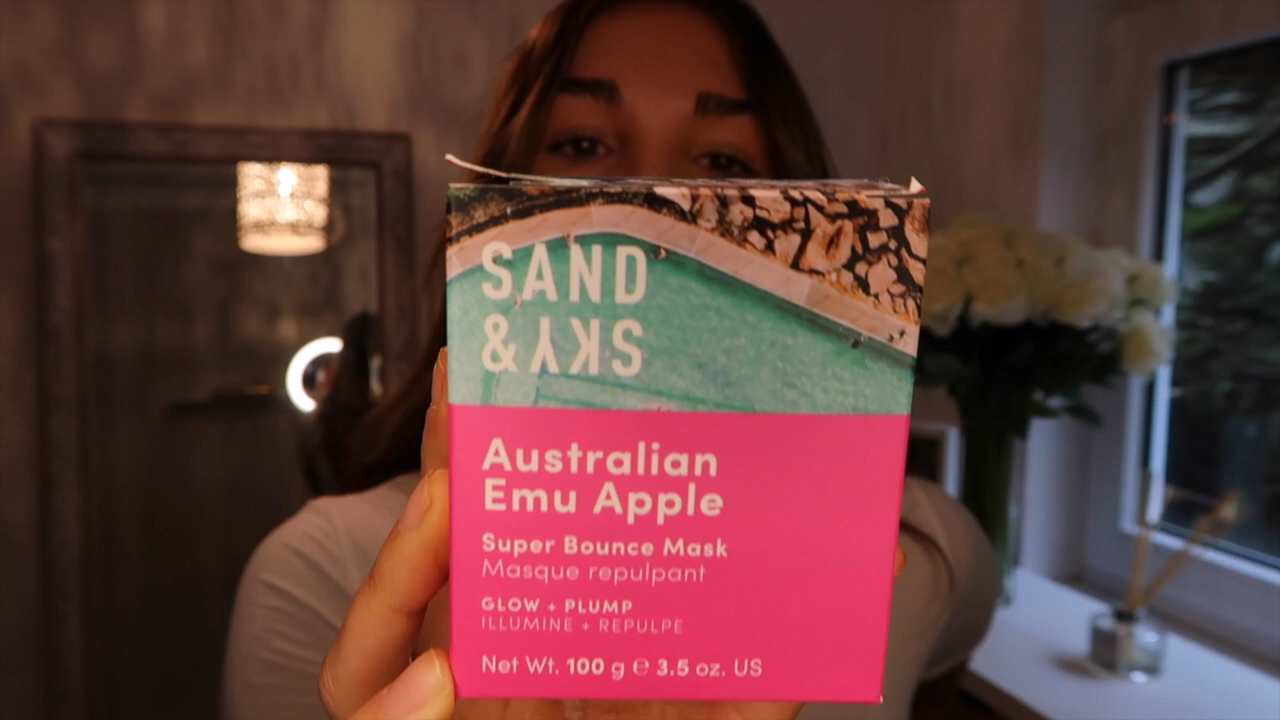 SAND
& SKY
Australian
Emu Apple
Super Bounce Mask
Masque repulpant
GLOW + PLUMP
ILLUMINE + REPULPE
Net Wt. 100 g ℮ 3.5 oz. US